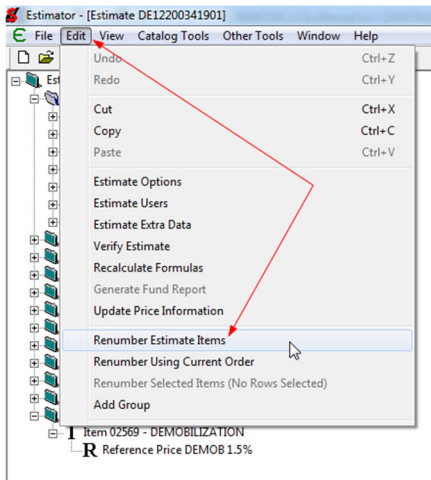 Estimator - [Estimate DE12200341901]
File Edit View Catalog Tools Other Tools Window Help
Est
Undo Ctrl+Z
Redo Ctrl+Y
Cut Ctrl+X
Copy Ctrl+C
Paste Ctrl+V
Estimate Options
Estimate Users
Estimate Extra Data
Verify Estimate
Recalculate Formulas
Generate Fund Report
Update Price Information
Renumber Estimate Items
Renumber Using Current Order
Renumber Selected Items (No Rows Selected)
Add Group
I Item 02569 - DEMOBILIZATION
R Reference Price DEMOB 1.5%